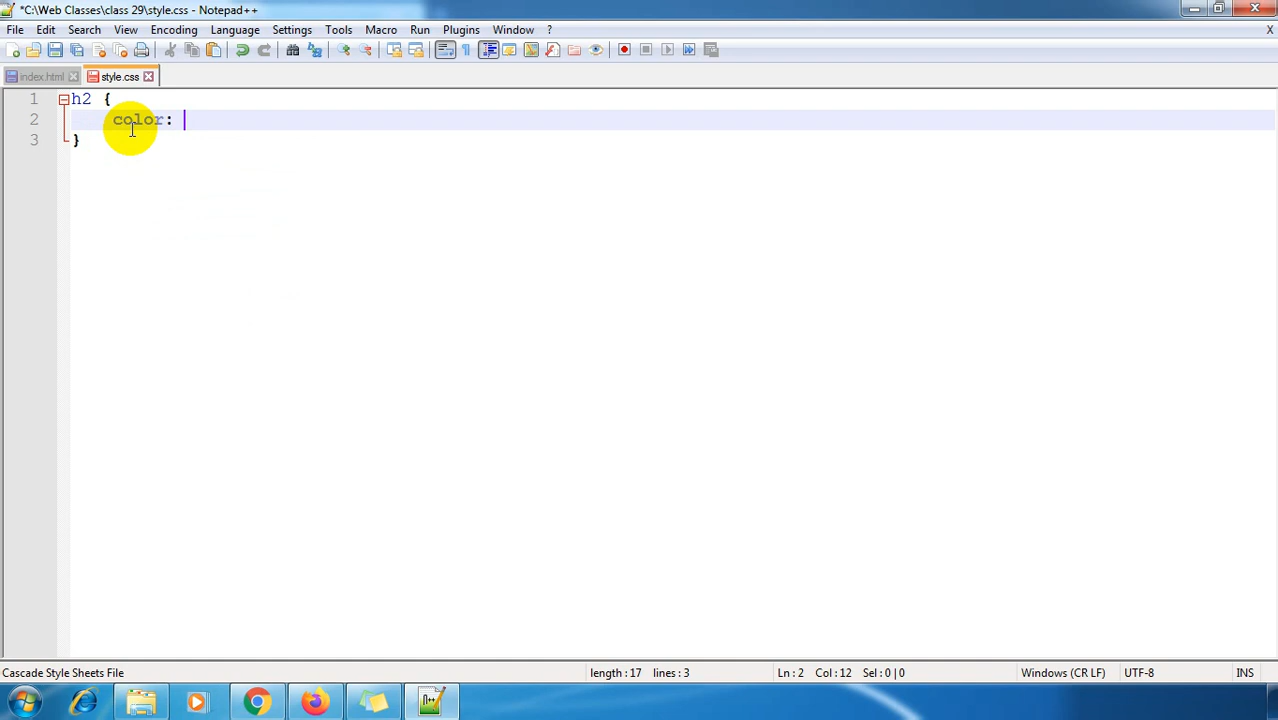 *C:\Web Classes\class 29\style.css - Notepad++
File Edit Search View Encoding Language Settings Tools Macro Run Plugins Window ? X
index.html style.css
1 h2 {
2 color:
3 }
Cascade Style Sheets File length : 17 lines : 3 Ln : 2 Col : 12 Sel : 0 | 0 Windows (CR LF) UTF-8 INS